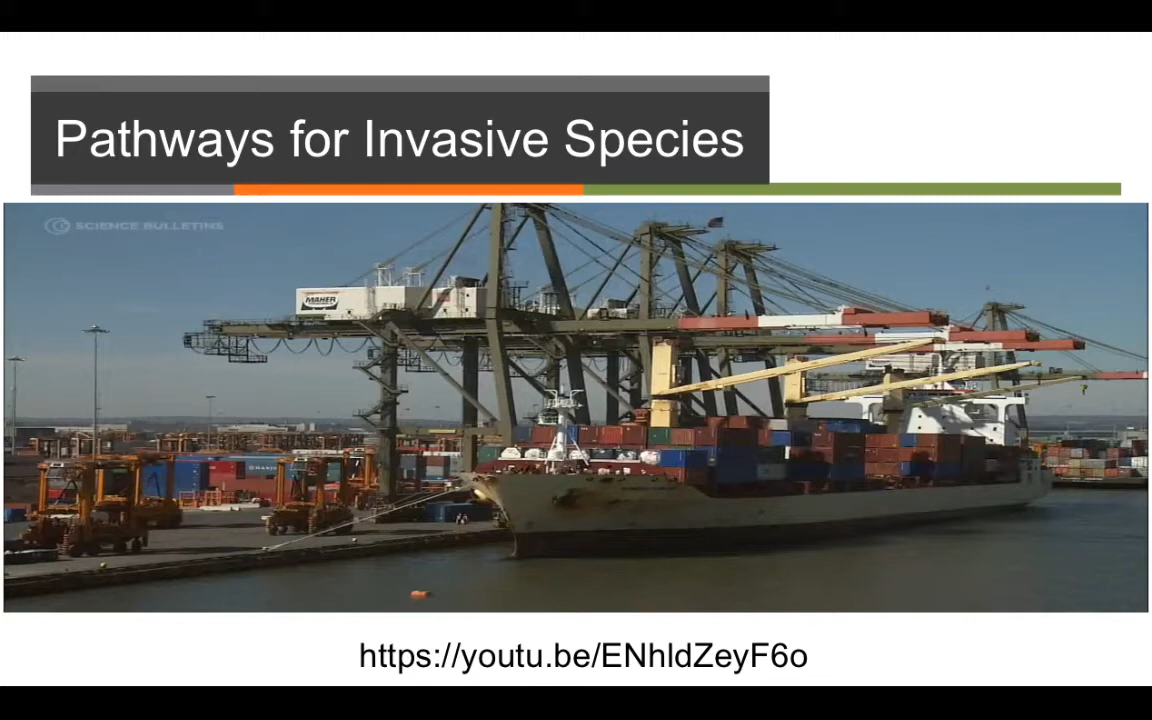 Pathways for Invasive Species
SCIENCE BULLETINS
MAHER
https://youtu.be/ENhldZeyF6o